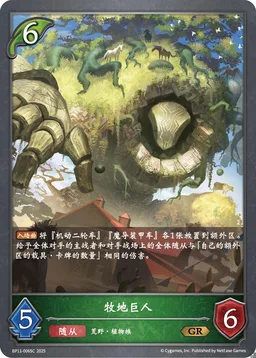 6
入场曲 将『机动二轮车』『魔导装甲车』各1张放置到额外区。
给予全体对手的主战者和对手战场上的全体随从与『自己的额外
区的载具·卡牌的数量』相同的伤害。
牧地巨人
5
随从 荒野·植物族 GR
6
BP11-008SC 2025
© Cygames, Inc. Published by NetEase Games